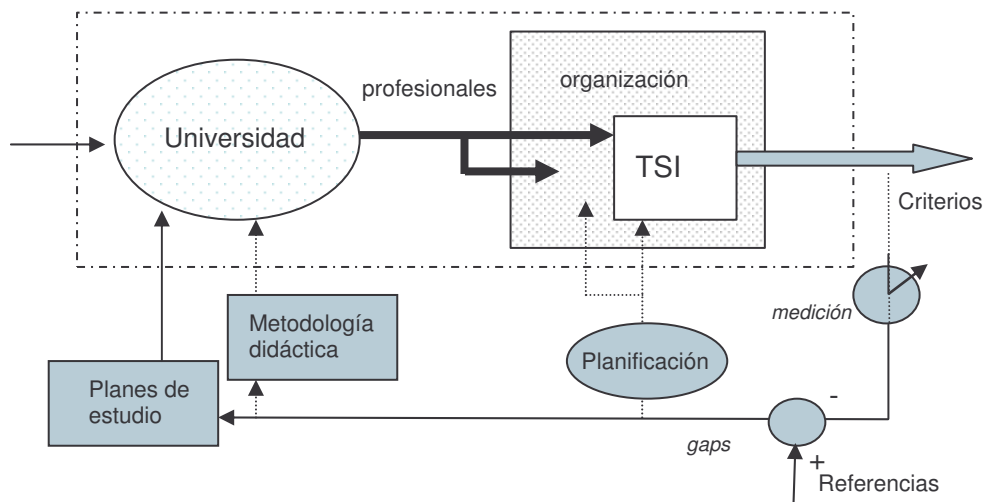 profesionales
organización
Universidad
TSI
Criterios
medición
Metodología
didáctica
Planificación
Planes de
estudio
-
gaps
+
Referencias